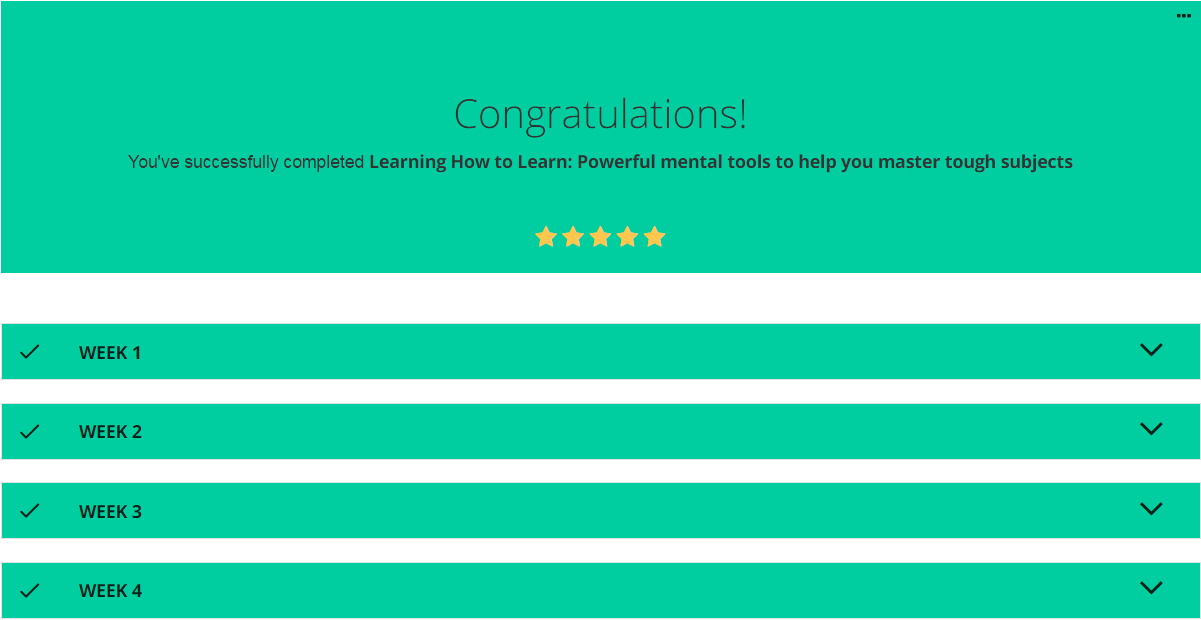 Congratulations!
You've successfully completed Learning How to Learn: Powerful mental tools to help you master tough subjects
WEEK 1
WEEK 2
WEEK 3
WEEK 4